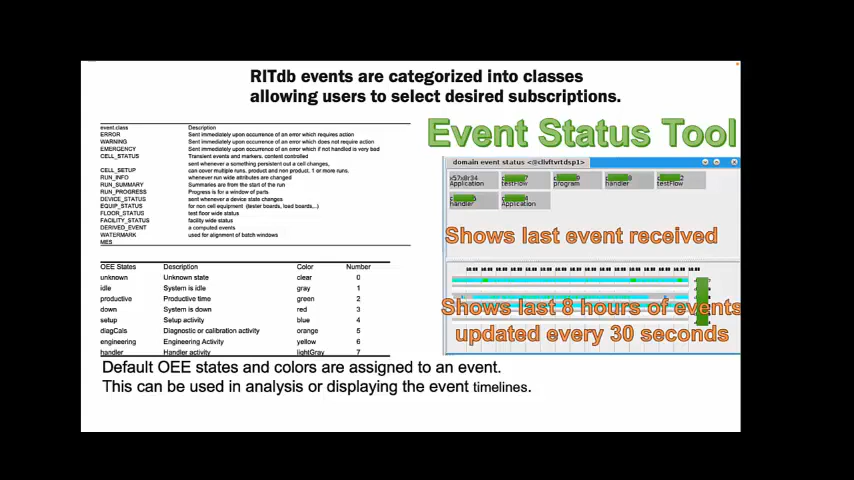 RITdb events are categorized into classes
allowing users to select desired subscriptions.
event.class Description
ERROR Sent immediately upon occurrence of an error which requires action
WARNING Sent immediately upon occurrence of an error which does not require action
EMERGENCY Sent immediately upon occurrence of an error which if not handled is very bad
CELL_STATUS Transient events and markers. context controlled
sent whenever a something persistent out a cell changes,
CELL_SETUP can cover multiple runs. product and non product. 1 or more runs.
RUN_INFO whenever run wide attributes are changed
RUN_SUMMARY Summaries are from the start of the run
RUN_PROGRESS Progress is for a window of parts
DEVICE_STATUS sent whenever a device stat changes
EQUIP_STATUS for non cell equipment (tester boards, load boards,..)
FLOOR_STATUS test floor wide status
FACILITY_STATUS facility wide status
DERIVED_EVENT a computed events
WATERMARK used for alignment of batch windows
MES
OEE States Description Color Number
unknown Unknown state clear 0
idle System is idle gray 1
productive Productive time green 2
down System is down red 3
setup Setup activity blue 4
diagCals Diagnostic or calibration activity orange 5
engineering Engineering Activity yellow 6
handler Handler activity lightGray 7
Default OEE states and colors are assigned to an event.
This can be used in analysis or displaying the event timelines.
Event Status Tool
domain event status <@cllvftvrtdsp1>
Application testFlow program handler testFlow
handler Application
Shows last event received
Shows last 8 hours of events
updated every 30 seconds